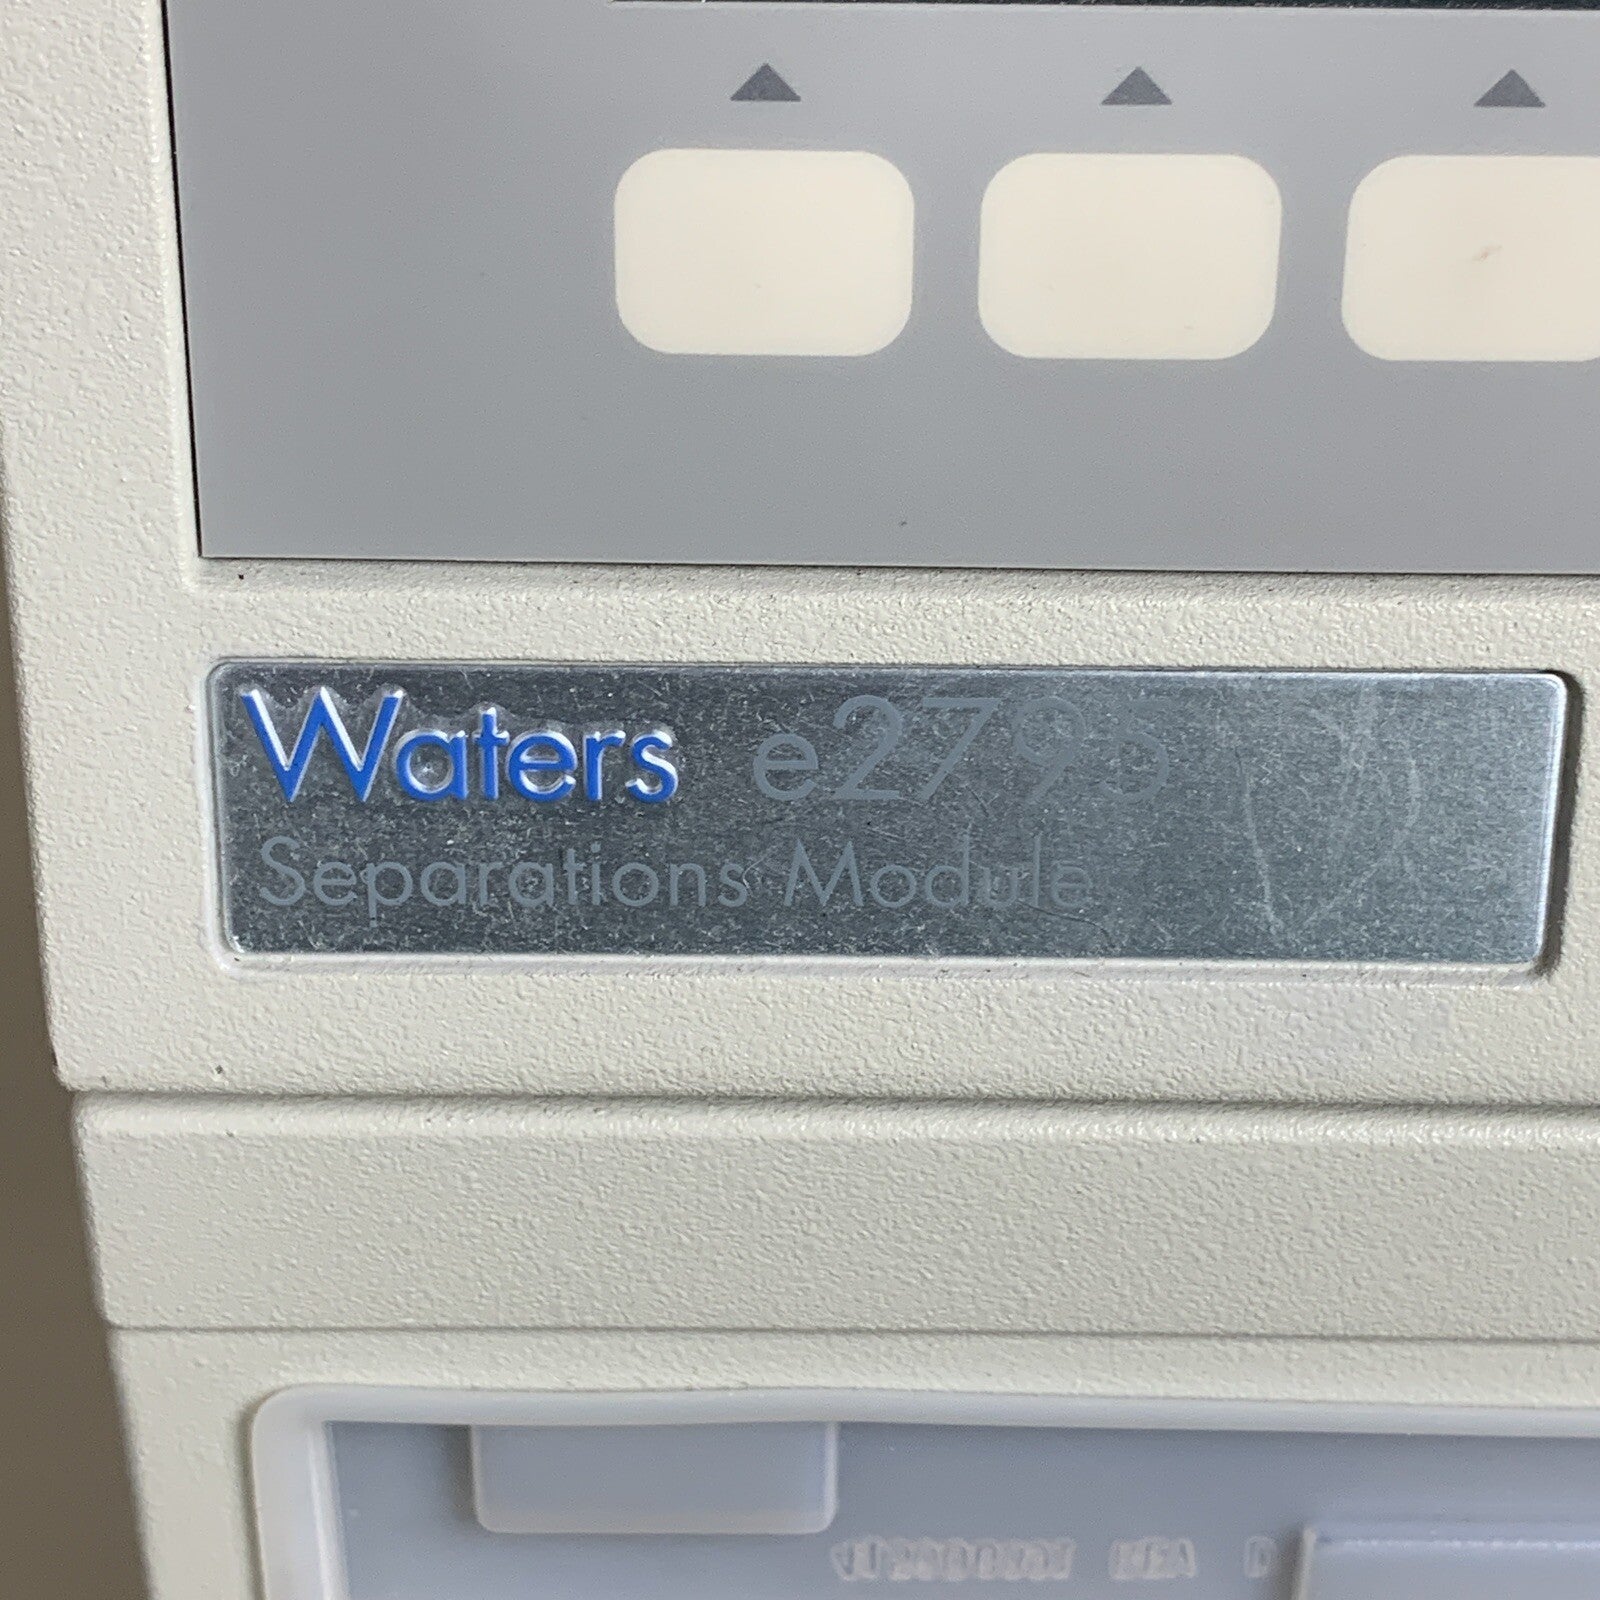 Waters e2795
Separations Module